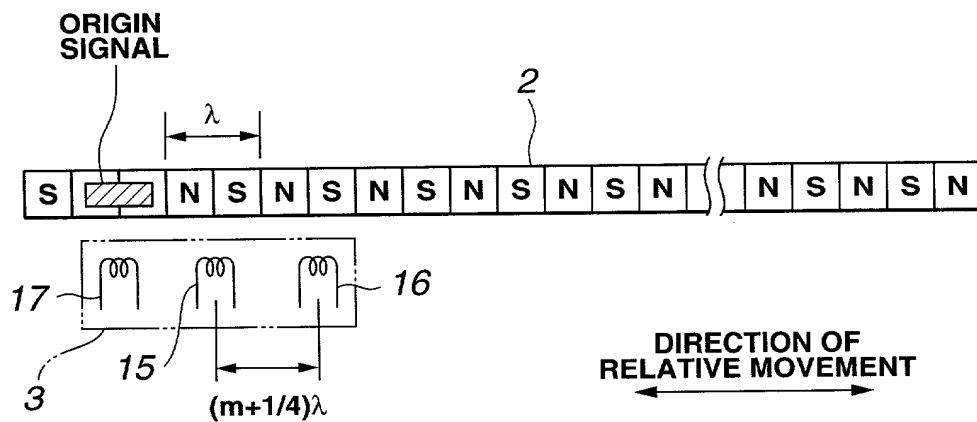 ORIGIN
SIGNAL
λ
2
S N S N S N S N S N S N N S N S N
17
15
16
3
(m+1/4)λ
DIRECTION OF
RELATIVE MOVEMENT